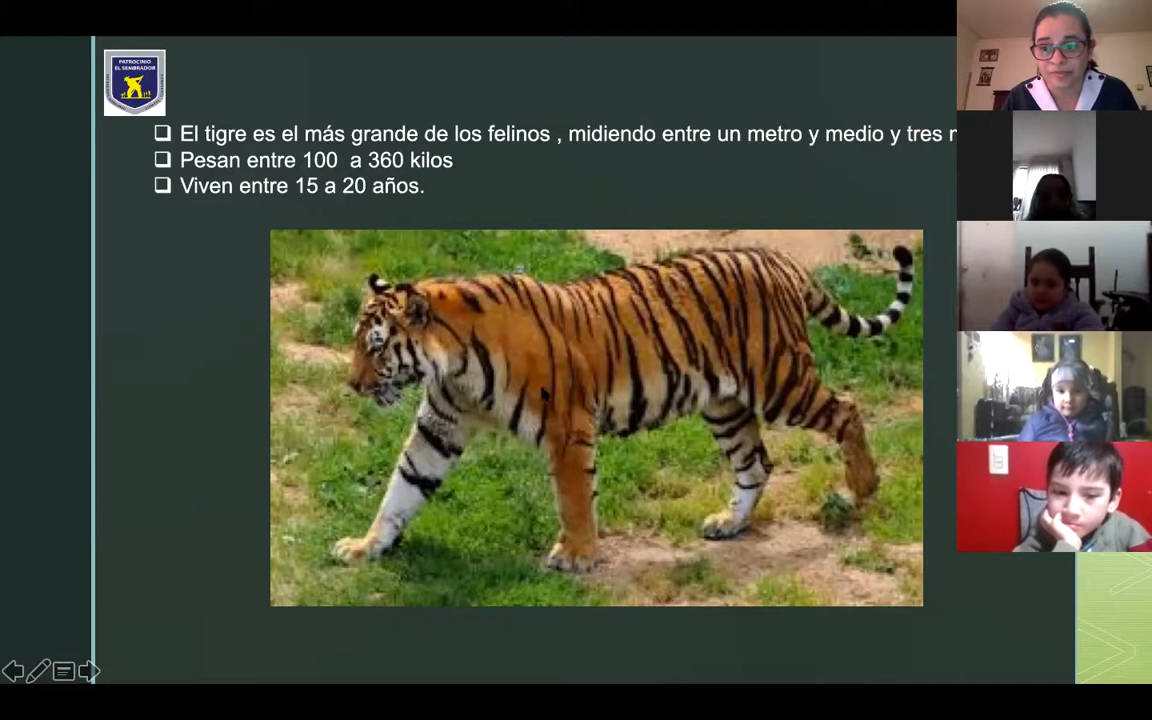 PATROCINIO
EL SEMBRADOR
El tigre es el más grande de los felinos , midiendo entre un metro y medio y tres
Pesan entre 100 a 360 kilos
Viven entre 15 a 20 años.